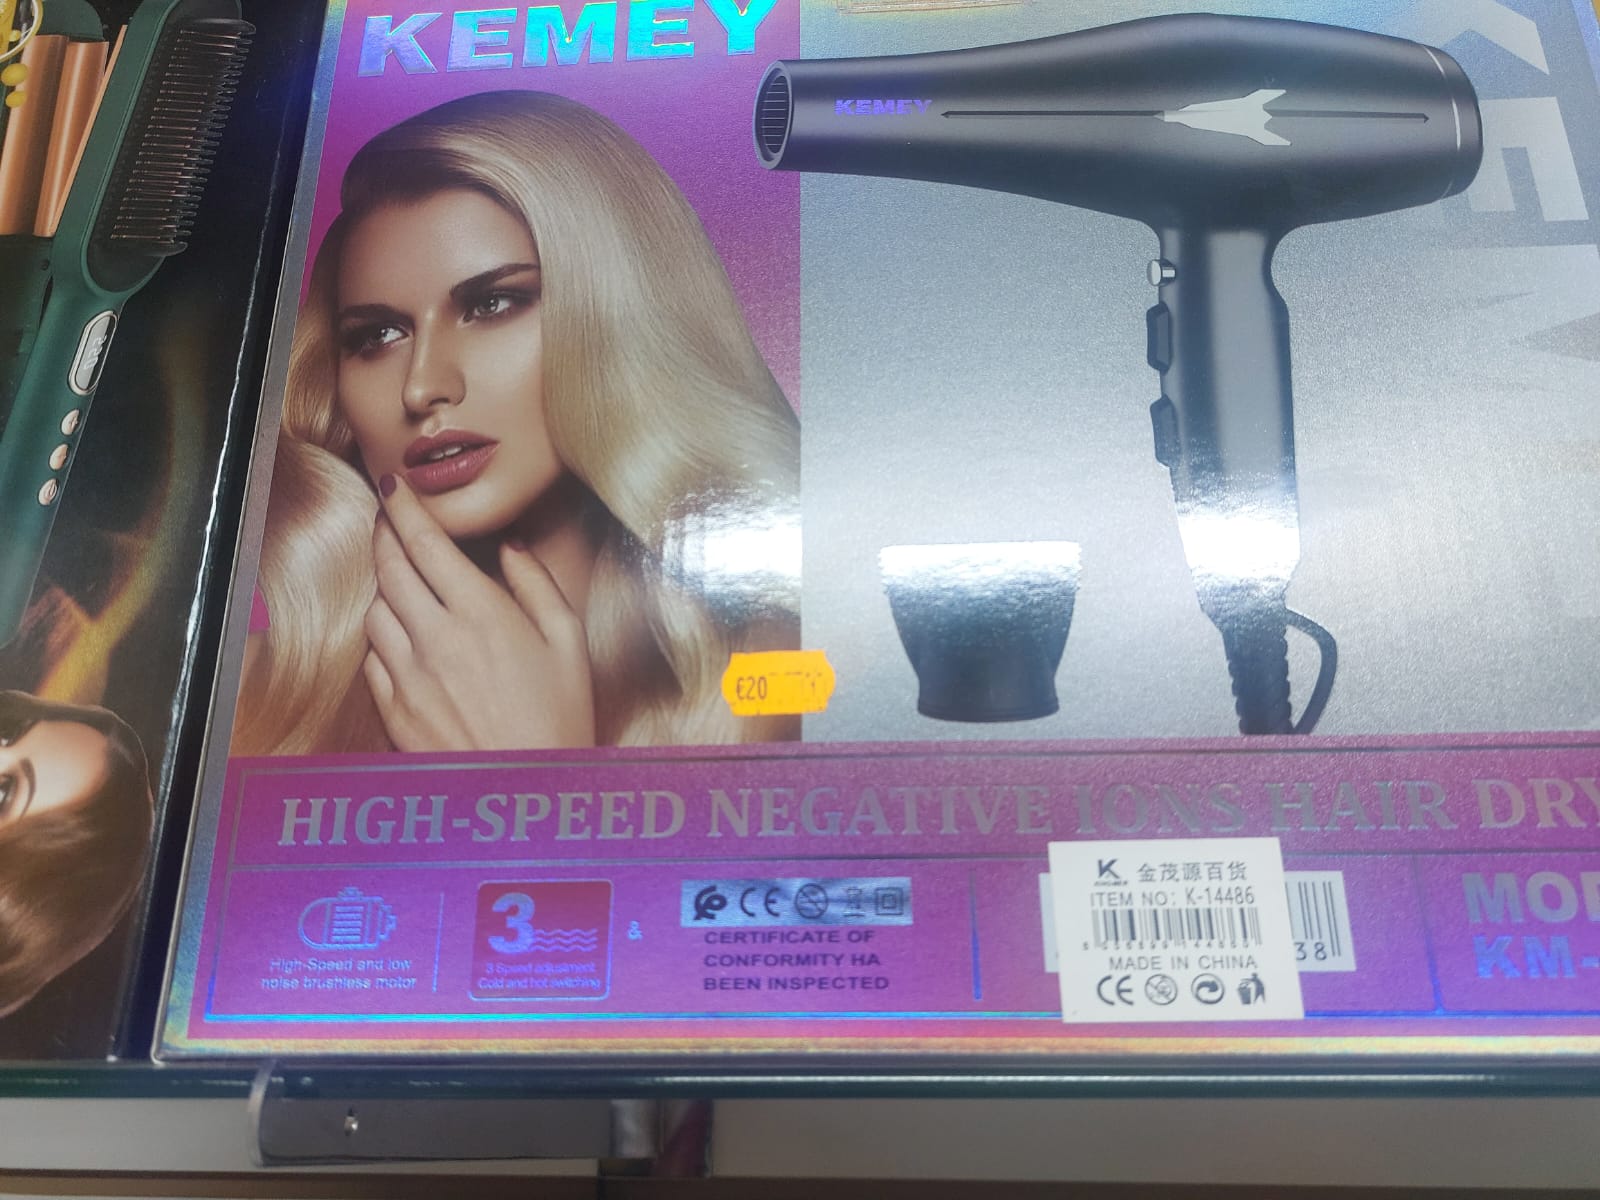 KEMEY
KEMEY
€20
HIGH-SPEED NEGATIVE IONS HAIR DRY
High-Speed and low
noise brushless motor
3
3 Speed adjustment
Cold and hot switching
&
CE
CERTIFICATE OF
CONFORMITY HA
BEEN INSPECTED
K 金茂源百货
ITEM NO: K-14486
MADE IN CHINA
CE
38
MOD
KM-
KEM